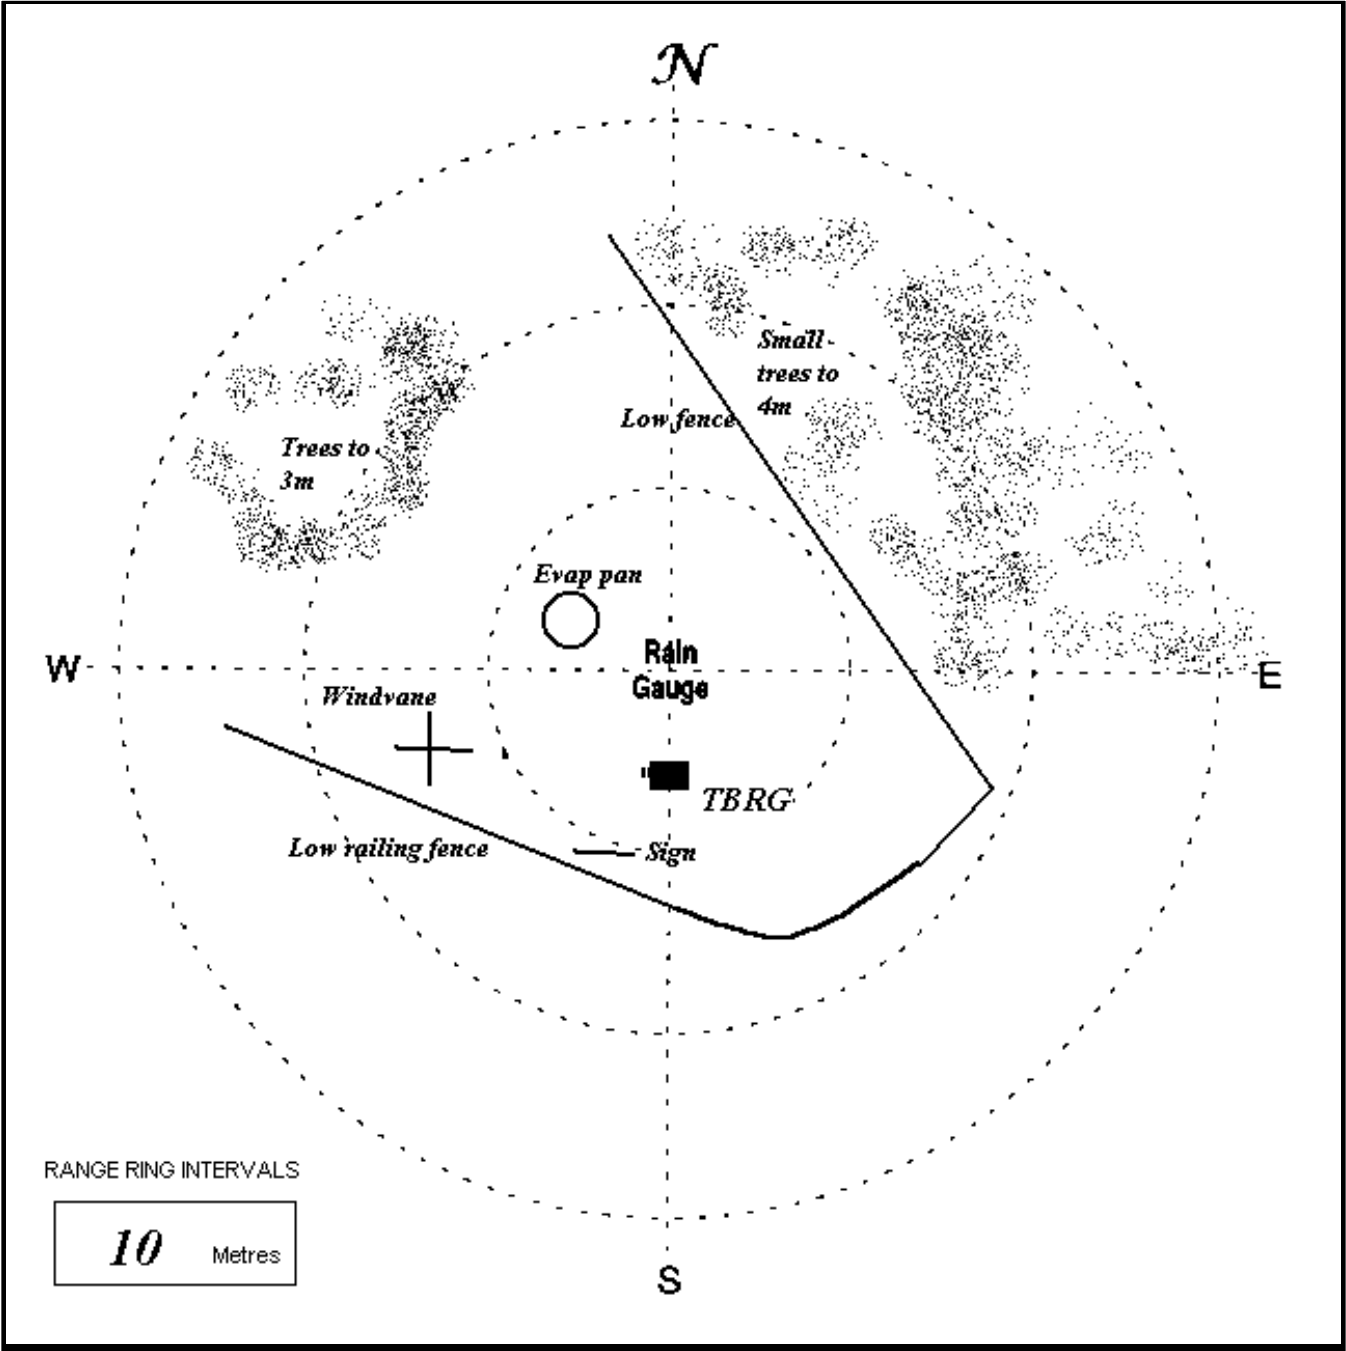 N
Small
trees to
4m
Low fence
Trees to
3m
Evap pan
Rain
Gauge
W
E
Windvane
TBRG
Low railing fence
Sign
RANGE RING INTERVALS
10 Metres
S